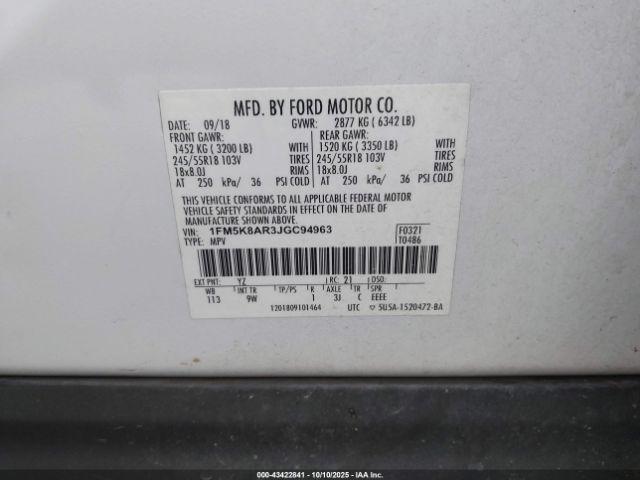 MFD. BY FORD MOTOR CO.
DATE: 09/18 GVWR: 2877 KG ( 6342 LB)
FRONT GAWR: REAR GAWR:
1452 KG ( 3200 LB) WITH 1520 KG ( 3350 LB) WITH
245/55R18 103V TIRES 245/55R18 103V TIRES
18x8.0J RIMS 18x8.0J RIMS
AT 250 kPa/ 36 PSI COLD AT 250 kPa/ 36 PSI COLD
THIS VEHICLE CONFORMS TO ALL APPLICABLE FEDERAL MOTOR
VEHICLE SAFETY STANDARDS IN EFFECT ON THE DATE OF
MANUFACTURE SHOWN ABOVE.
VIN: 1FM5K8AR3JGC94963 F0321
TYPE: MPV T0486
EXT PNT: YZ RC: 21 DSO:
WB INT TR TP/PS R AXLE TR SPR
113 9W 1 3J C EEEE
1201809101464 UTC 5U5A-1520472-BA
000-43422841 - 10/10/2025 - IAA, Inc.